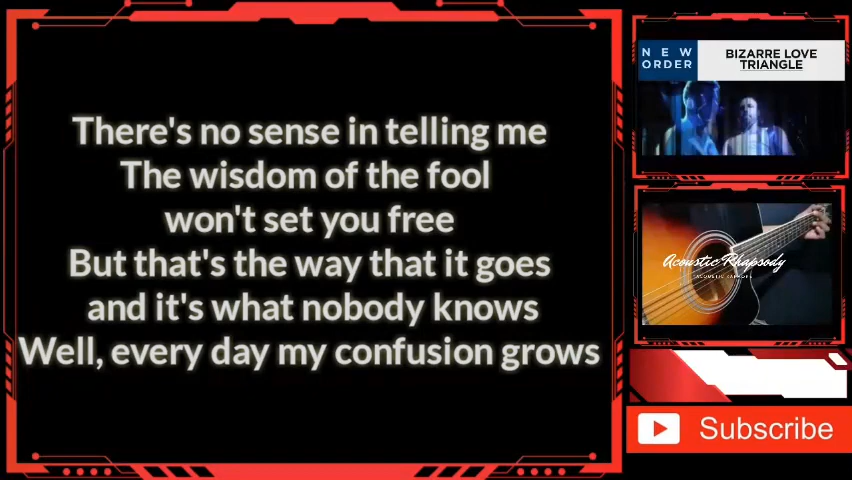 There's no sense in telling me
The wisdom of the fool
won't set you free
But that's the way that it goes
and it's what nobody knows
Well, every day my confusion grows
NEW
ORDER
BIZARRE LOVE
TRIANGLE
Acoustic Rhapsody
ACOUSTIC KARAOKE
Subscribe